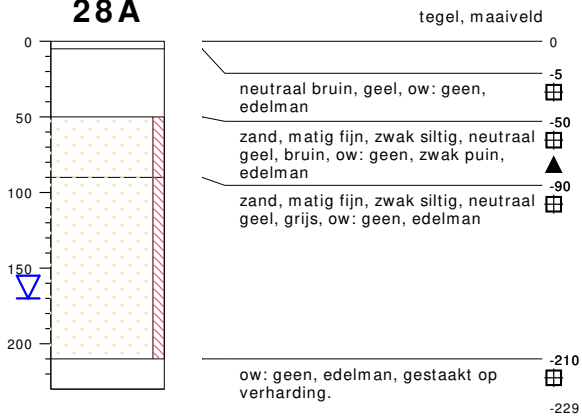 28A
tegel, maaiveld
0
0
-5
neutraal bruin, geel, ow: geen,
edelman
50
-50
zand, matig fijn, zwak siltig, neutraal
geel, bruin, ow: geen, zwak puin,
edelman
-90
100
zand, matig fijn, zwak siltig, neutraal
geel, grijs, ow: geen, edelman
150
200
-210
ow: geen, edelman, gestaakt op
verharding.
-229